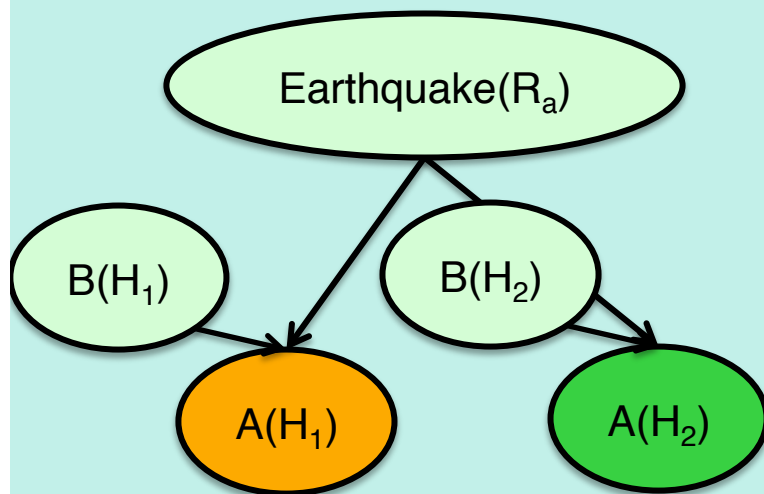 Earthquake(Rₐ)
B(H₁)
B(H₂)
A(H₁)
A(H₂)